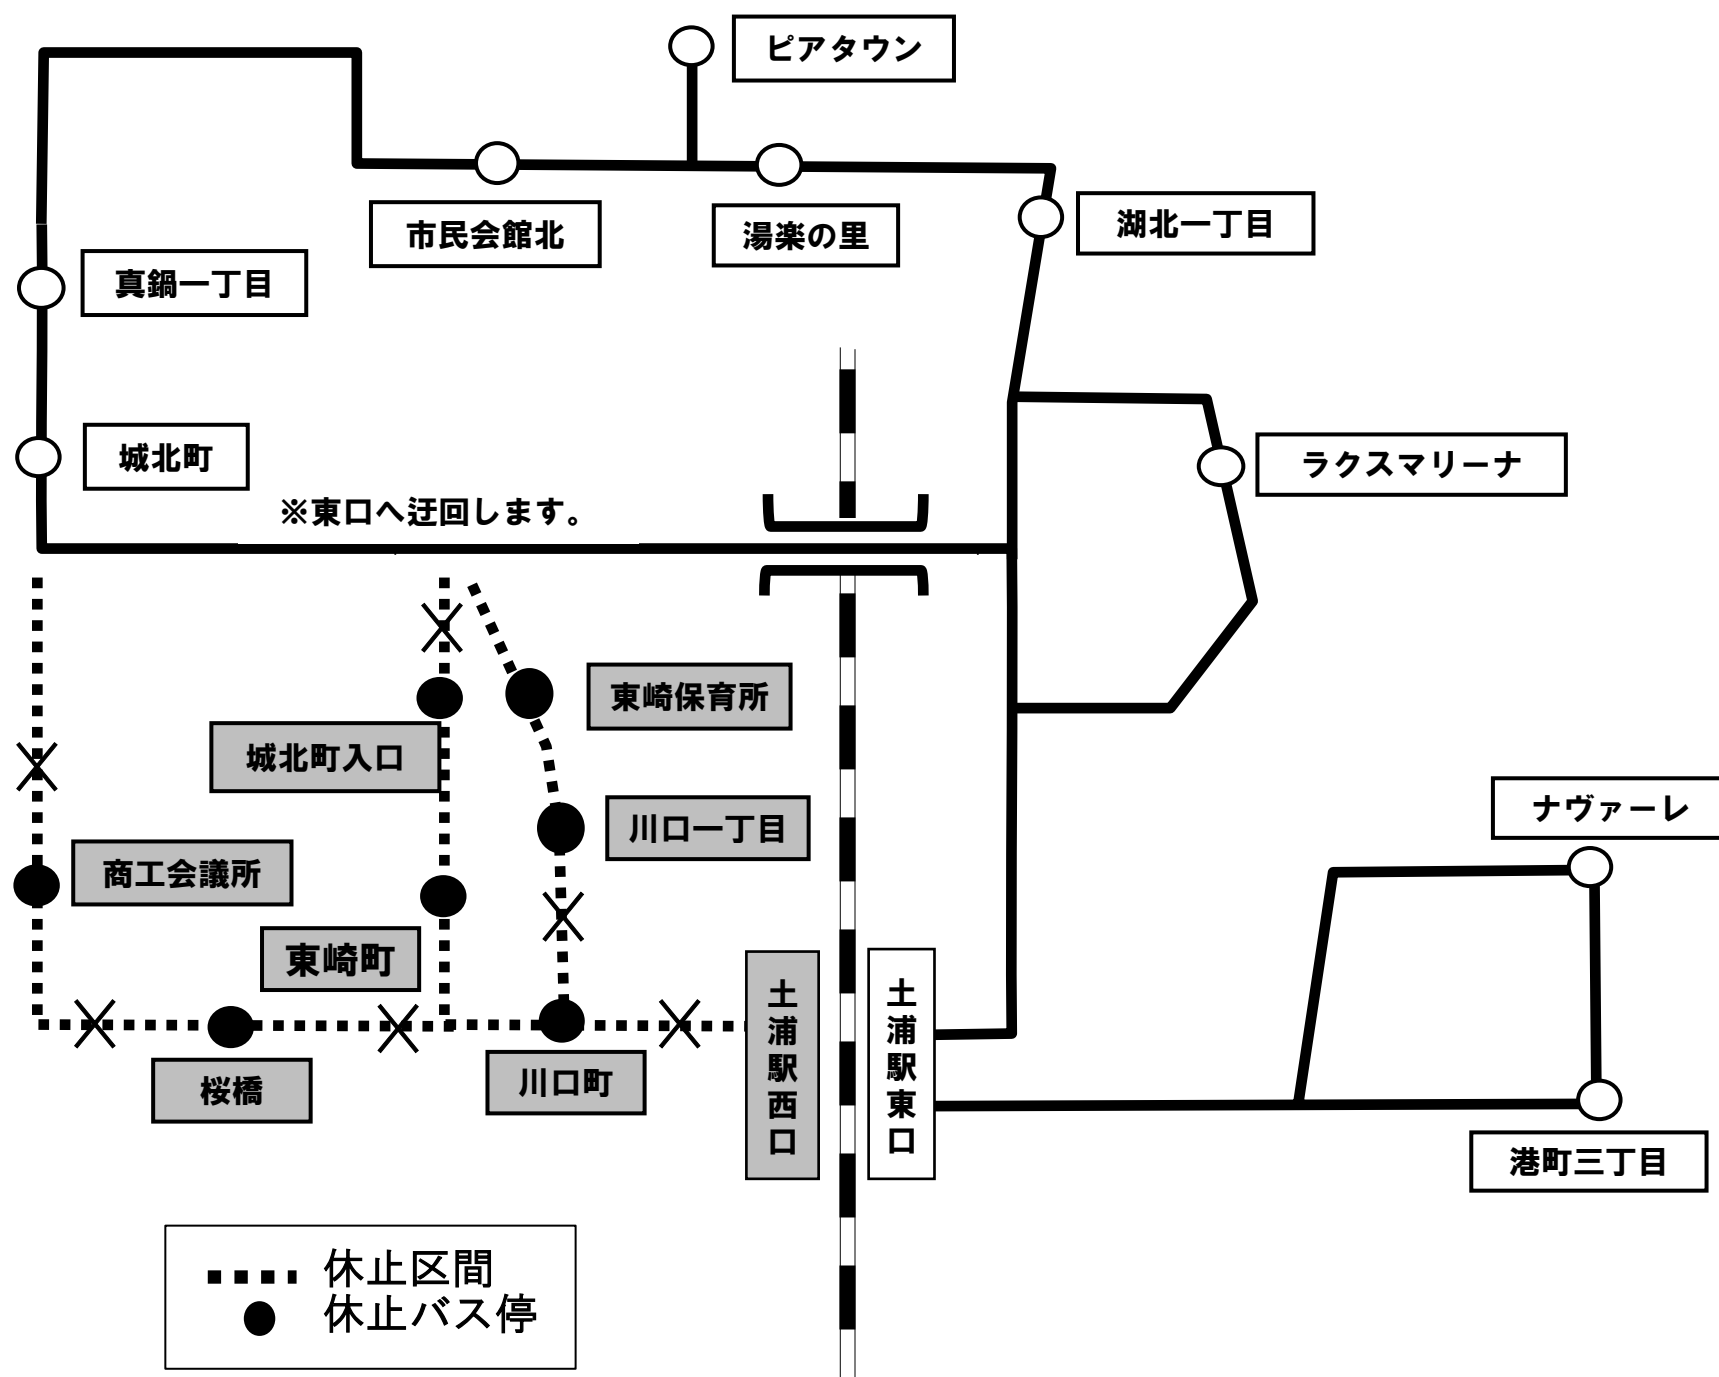 ピアタウン
市民会館北
湯楽の里
湖北一丁目
真鍋一丁目
城北町
ラクスマリーナ
※東口へ迂回します。
東崎保育所
城北町入口
川口一丁目
ナヴァーレ
商工会議所
東崎町
土浦駅西口
土浦駅東口
桜橋
川口町
港町三丁目
休止区間
休止バス停